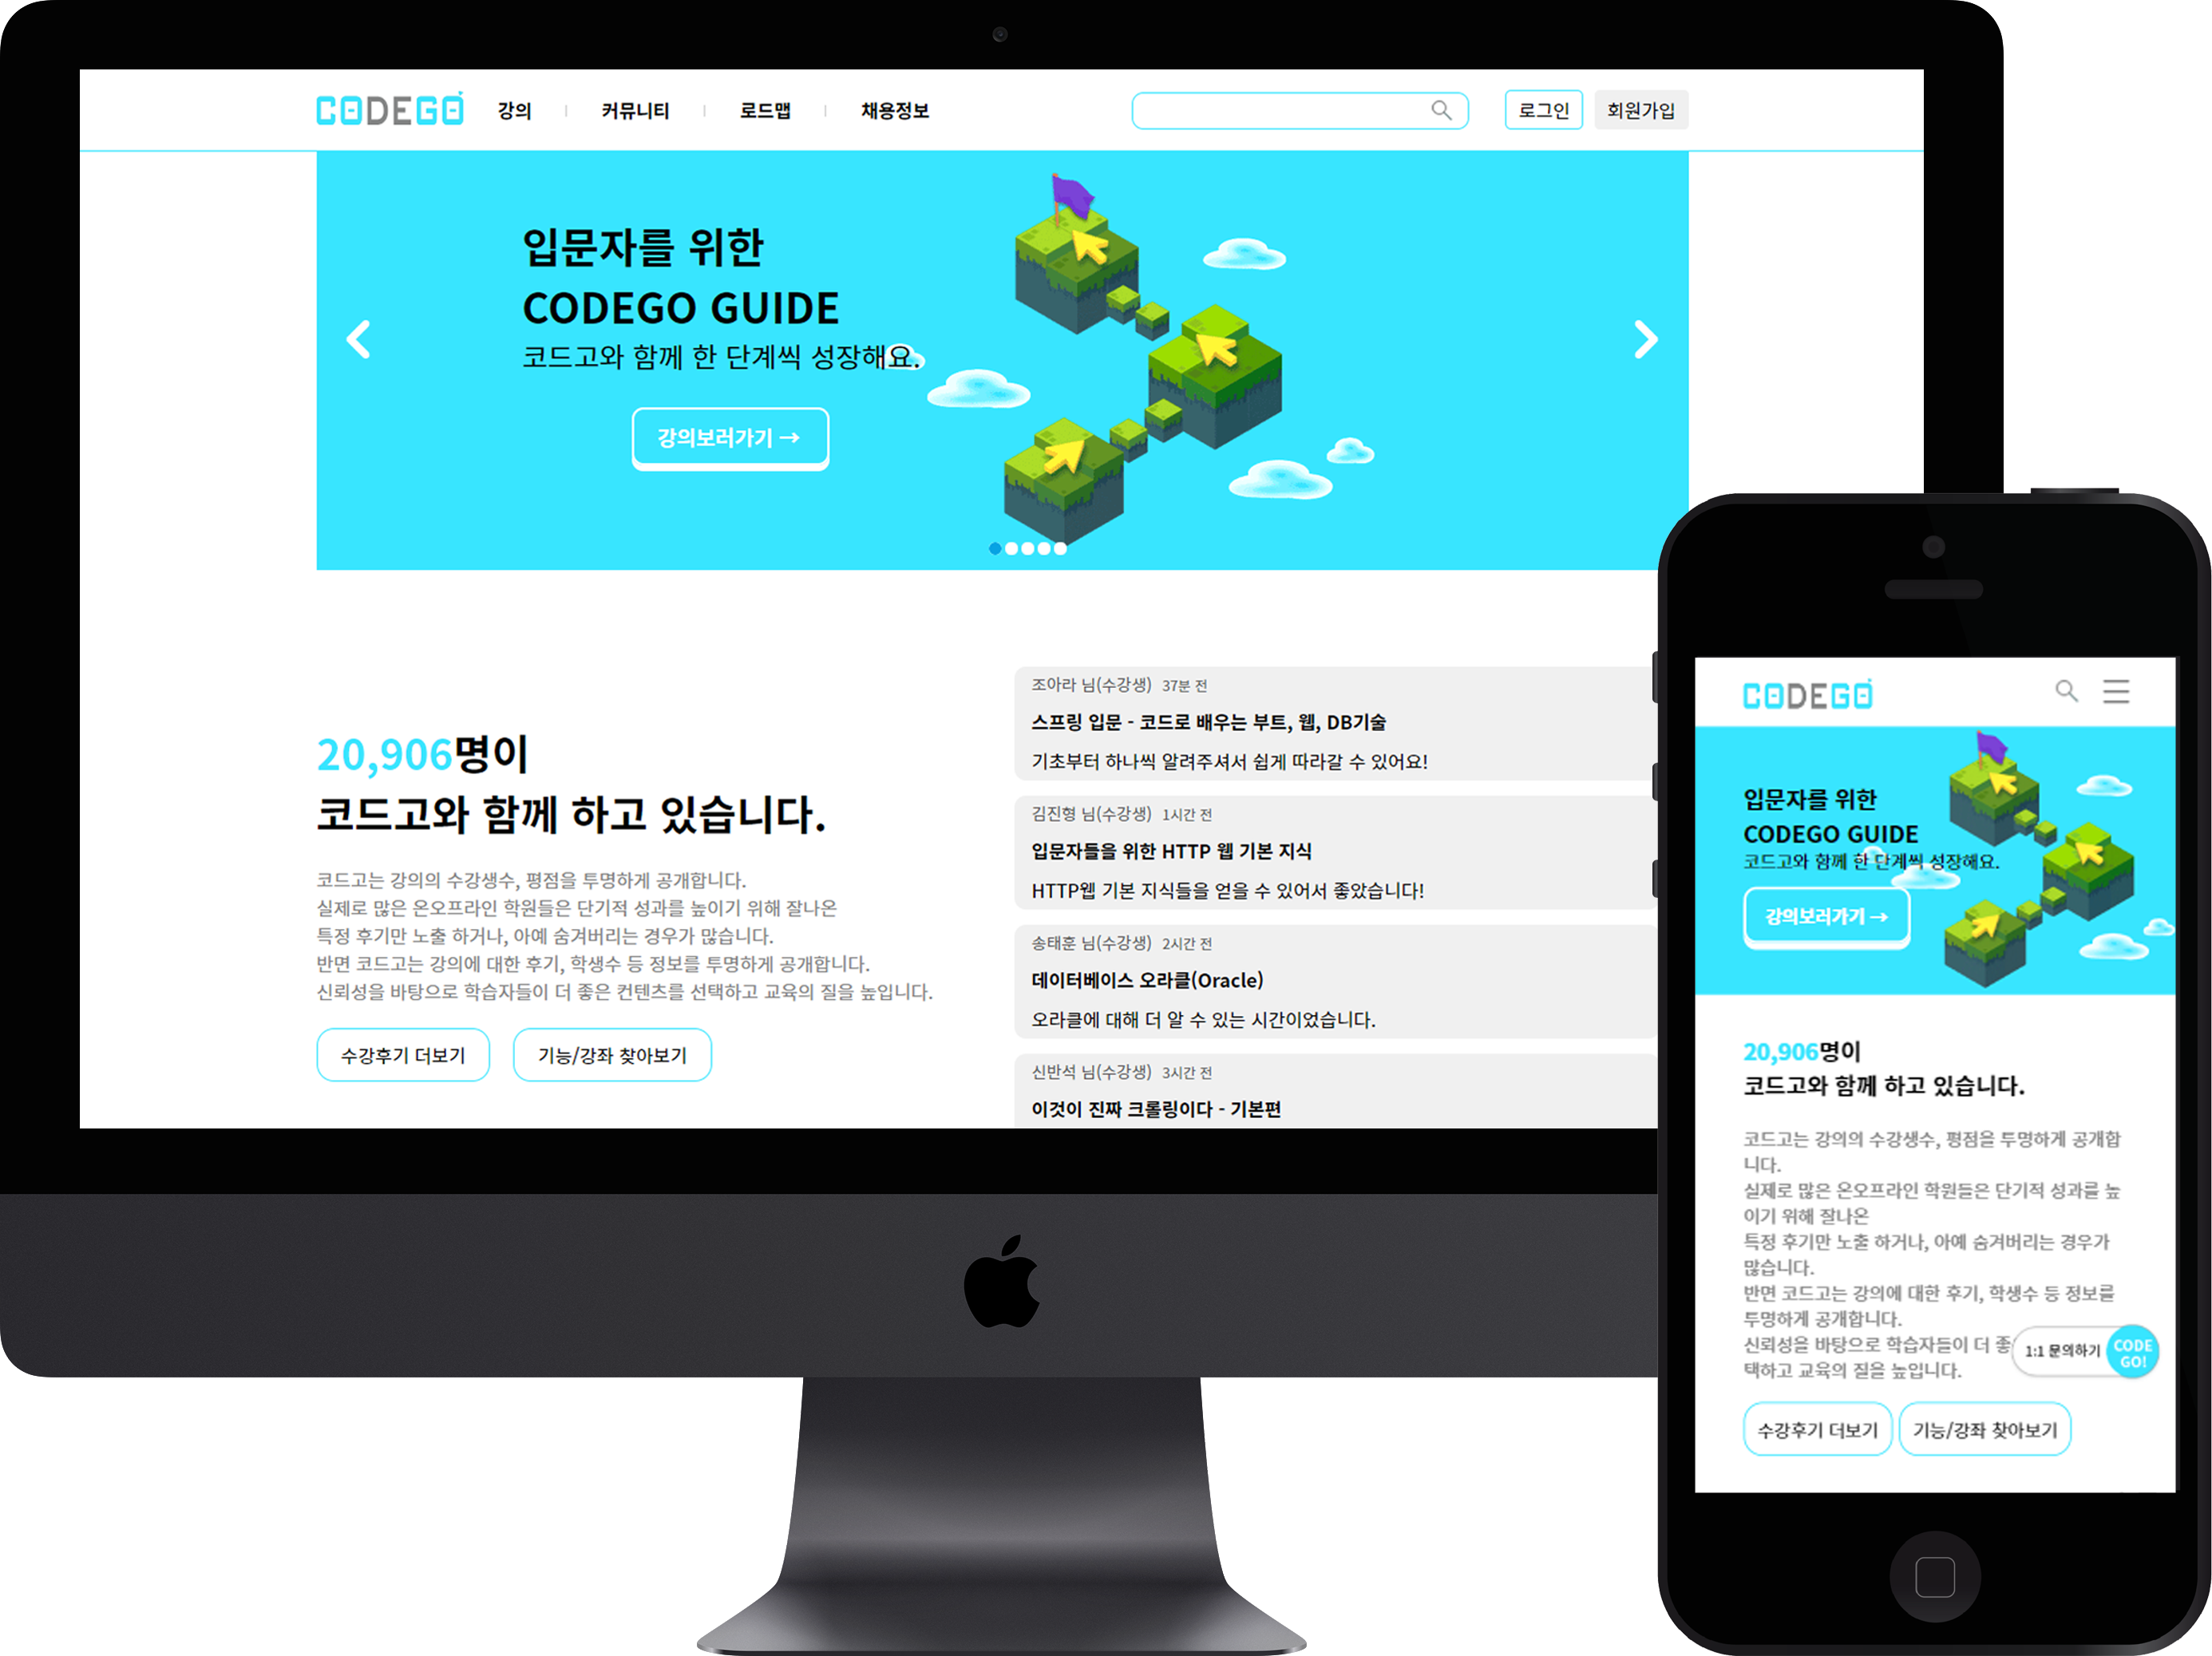 CODEGO
강의
커뮤니티
로드맵
채용정보
로그인
회원가입
입문자를 위한
CODEGO GUIDE
코드고와 함께 한 단계씩 성장해요.
강의보러가기 →
20,906명이
코드고와 함께 하고 있습니다.
코드고는 강의의 수강생수, 평점을 투명하게 공개합니다.
실제로 많은 온오프라인 학원들은 단기적 성과를 높이기 위해 잘나온
특정 후기만 노출 하거나, 아예 숨겨버리는 경우가 많습니다.
반면 코드고는 강의에 대한 후기, 학생수 등 정보를 투명하게 공개합니다.
신뢰성을 바탕으로 학습자들이 더 좋은 컨텐츠를 선택하고 교육의 질을 높입니다.
수강후기 더보기
기능/강좌 찾아보기
조아라 님(수강생) 37분 전
스프링 입문 - 코드로 배우는 부트, 웹, DB기술
기초부터 하나씩 알려주셔서 쉽게 따라갈 수 있어요!
김진형 님(수강생) 1시간 전
입문자들을 위한 HTTP 웹 기본 지식
HTTP웹 기본 지식들을 얻을 수 있어서 좋았습니다!
송태훈 님(수강생) 2시간 전
데이터베이스 오라클(Oracle)
오라클에 대해 더 알 수 있는 시간이었습니다.
신반석 님(수강생) 3시간 전
이것이 진짜 크롤링이다 - 기본편
CODEGO
입문자를 위한
CODEGO GUIDE
코드고와 함께 한 단계씩 성장해요.
강의보러가기 →
20,906명이
코드고와 함께 하고 있습니다.
코드고는 강의의 수강생수, 평점을 투명하게 공개합
니다.
실제로 많은 온오프라인 학원들은 단기적 성과를 높
이기 위해 잘나온
특정 후기만 노출 하거나, 아예 숨겨버리는 경우가
많습니다.
반면 코드고는 강의에 대한 후기, 학생수 등 정보를
투명하게 공개합니다.
신뢰성을 바탕으로 학습자들이 더 좋
택하고 교육의 질을 높입니다.
1:1 문의하기
CODE
GO!
수강후기 더보기
기능/강좌 찾아보기